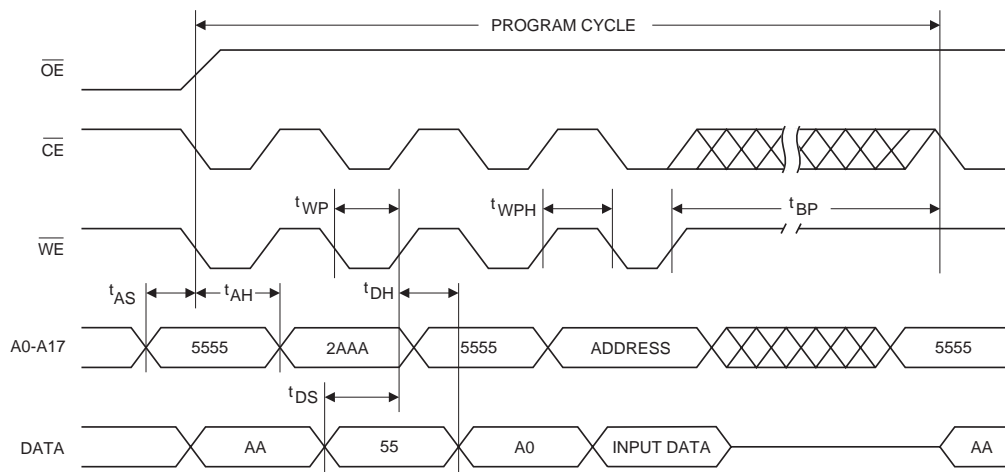 PROGRAM CYCLE
OE
CE
tWP
tWPH
tBP
WE
tAS
tAH
tDH
A0-A17
5555
2AAA
5555
ADDRESS
5555
tDS
DATA
AA
55
A0
INPUT DATA
AA